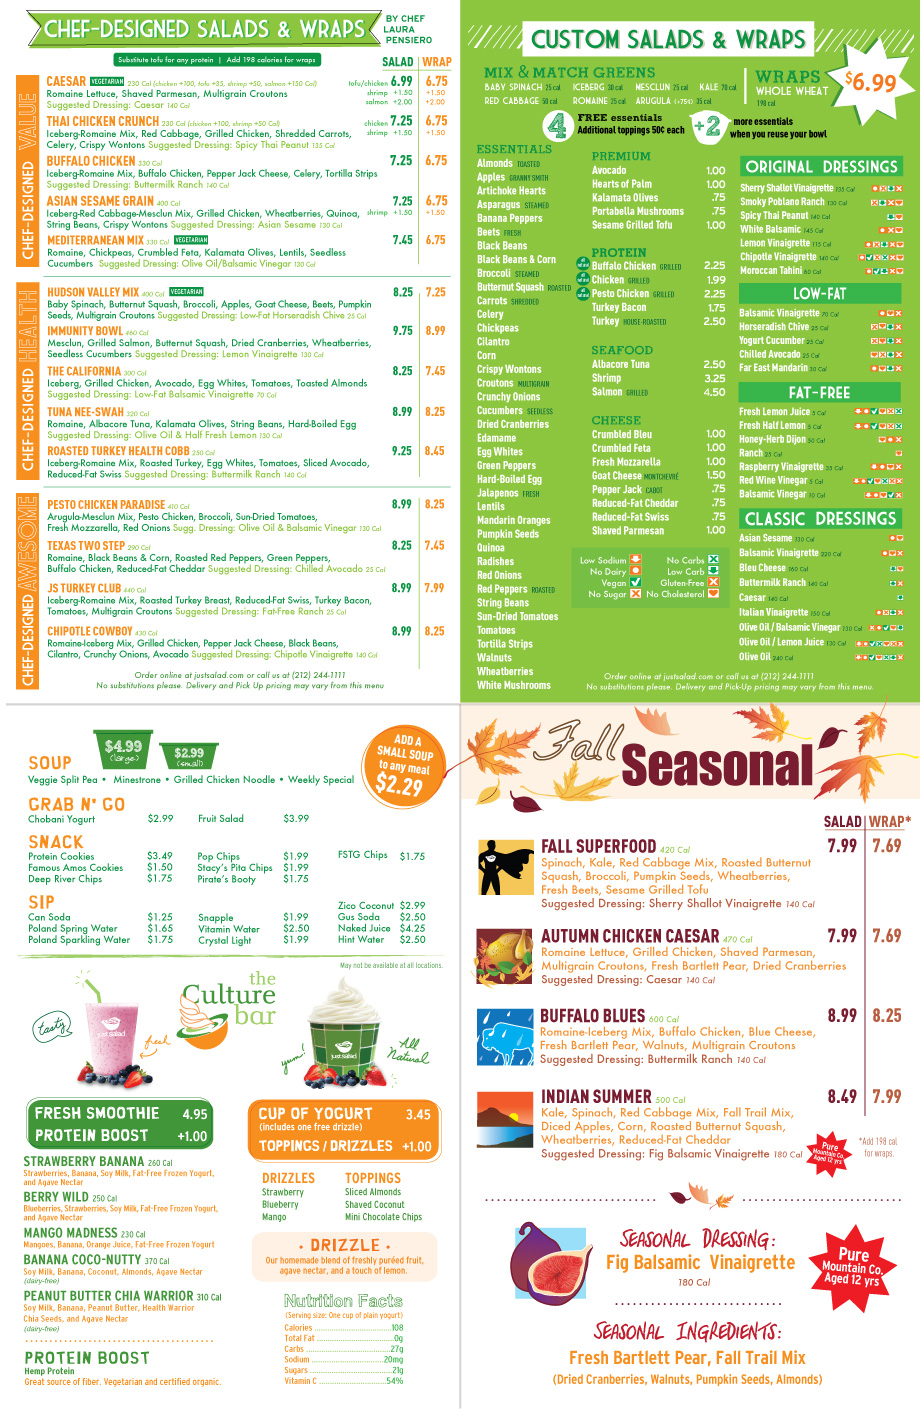 CHEF-DESIGNED SALADS & WRAPS
BY CHEF
LAURA
PENSIERO
Substitute tofu for any protein | Add 198 calories for wraps
SALAD | WRAP
CHEF-DESIGNED VALUE
CAESAR VEGETARIAN 230 Cal (chicken +100, tofu +35, shrimp +50, salmon +150 Cal) tofu/chicken 6.99 6.75
Romaine Lettuce, Shaved Parmesan, Multigrain Croutons shrimp +1.50 +1.50
Suggested Dressing: Caesar 140 Cal salmon +2.00 +2.00
THAI CHICKEN CRUNCH 230 Cal (chicken +100, shrimp +50 Cal) chicken 7.25 6.75
Iceberg-Romaine Mix, Red Cabbage, Grilled Chicken, Shredded Carrots, shrimp +1.50 +1.50
Celery, Crispy Wontons Suggested Dressing: Spicy Thai Peanut 135 Cal
BUFFALO CHICKEN 330 Cal 7.25 6.75
Iceberg-Romaine Mix, Buffalo Chicken, Pepper Jack Cheese, Celery, Tortilla Strips
Suggested Dressing: Buttermilk Ranch 140 Cal
ASIAN SESAME GRAIN 400 Cal 7.25 6.75
Iceberg-Red Cabbage-Mesclun Mix, Grilled Chicken, Wheatberries, Quinoa, shrimp +1.50 +1.50
String Beans, Crispy Wontons Suggested Dressing: Asian Sesame 130 Cal
MEDITERRANEAN MIX 330 Cal VEGETARIAN 7.45 6.75
Romaine, Chickpeas, Crumbled Feta, Kalamata Olives, Lentils, Seedless
Cucumbers Suggested Dressing: Olive Oil/Balsamic Vinegar 130 Cal
CHEF-DESIGNED HEALTH
HUDSON VALLEY MIX 400 Cal VEGETARIAN 8.25 7.25
Baby Spinach, Butternut Squash, Broccoli, Apples, Goat Cheese, Beets, Pumpkin
Seeds, Multigrain Croutons Suggested Dressing: Low-Fat Horseradish Chive 25 Cal
IMMUNITY BOWL 460 Cal 9.75 8.99
Mesclun, Grilled Salmon, Butternut Squash, Dried Cranberries, Wheatberries,
Seedless Cucumbers Suggested Dressing: Lemon Vinaigrette 130 Cal
THE CALIFORNIA 300 Cal 8.25 7.45
Iceberg, Grilled Chicken, Avocado, Egg Whites, Tomatoes, Toasted Almonds
Suggested Dressing: Low-Fat Balsamic Vinaigrette 70 Cal
TUNA NEE-SWAH 320 Cal 8.99 8.25
Romaine, Albacore Tuna, Kalamata Olives, String Beans, Hard-Boiled Egg
Suggested Dressing: Olive Oil & Half Fresh Lemon 130 Cal
ROASTED TURKEY HEALTH COBB 250 Cal 9.25 8.45
Iceberg-Romaine Mix, Roasted Turkey, Egg Whites, Tomatoes, Sliced Avocado,
Reduced-Fat Swiss Suggested Dressing: Buttermilk Ranch 140 Cal
CHEF-DESIGNED AWESOME
PESTO CHICKEN PARADISE 410 Cal 8.99 8.25
Arugula-Mesclun Mix, Pesto Chicken, Broccoli, Sun-Dried Tomatoes,
Fresh Mozzarella, Red Onions Sugg. Dressing: Olive Oil & Balsamic Vinegar 130 Cal
TEXAS TWO STEP 290 Cal 8.25 7.45
Romaine, Black Beans & Corn, Roasted Red Peppers, Green Peppers,
Buffalo Chicken, Reduced-Fat Cheddar Suggested Dressing: Chilled Avocado 25 Cal
JS TURKEY CLUB 440 Cal 8.99 7.99
Iceberg-Romaine Mix, Roasted Turkey Breast, Reduced-Fat Swiss, Turkey Bacon,
Tomatoes, Multigrain Croutons Suggested Dressing: Fat-Free Ranch 25 Cal
CHIPOTLE COWBOY 430 Cal 8.99 8.25
Romaine-Iceberg Mix, Grilled Chicken, Pepper Jack Cheese, Black Beans,
Cilantro, Crunchy Onions, Avocado Suggested Dressing: Chipotle Vinaigrette 140 Cal
Order online at justsalad.com or call us at (212) 244-1111
No substitutions please. Delivery and Pick Up pricing may vary from this menu
CUSTOM SALADS & WRAPS
MIX & MATCH GREENS
BABY SPINACH 25 cal ICEBERG 20 cal MESCLUN 25 cal KALE 70 cal
RED CABBAGE 50 cal ROMAINE 25 cal ARUGULA (+75¢) 35 cal
WRAPS
WHOLE WHEAT
198 cal
$6.99
4 FREE essentials
Additional toppings 50¢ each
+2 more essentials
when you reuse your bowl
ESSENTIALS
Almonds TOASTED
Apples GRANNY SMITH
Artichoke Hearts
Asparagus STEAMED
Banana Peppers
Beets FRESH
Black Beans
Black Beans & Corn
Broccoli STEAMED
Butternut Squash ROASTED
Carrots SHREDDED
Celery
Chickpeas
Cilantro
Corn
Crispy Wontons
Croutons MULTIGRAIN
Crunchy Onions
Cucumbers SEEDLESS
Dried Cranberries
Edamame
Egg Whites
Green Peppers
Hard-Boiled Egg
Jalapenos FRESH
Lentils
Mandarin Oranges
Pumpkin Seeds
Quinoa
Radishes
Red Onions
Red Peppers ROASTED
String Beans
Sun-Dried Tomatoes
Tomatoes
Tortilla Strips
Walnuts
Wheatberries
White Mushrooms
PREMIUM
Avocado 1.00
Hearts of Palm 1.00
Kalamata Olives .75
Portabella Mushrooms .75
Sesame Grilled Tofu 1.00
PROTEIN
Buffalo Chicken GRILLED 2.25
Chicken GRILLED 1.99
Pesto Chicken GRILLED 2.25
Turkey Bacon 1.75
Turkey HOUSE-ROASTED 2.50
SEAFOOD
Albacore Tuna 2.50
Shrimp 3.25
Salmon GRILLED 4.50
CHEESE
Crumbled Bleu 1.00
Crumbled Feta 1.00
Fresh Mozzarella 1.00
Goat Cheese MONTCHEVRÉ 1.50
Pepper Jack CABOT .75
Reduced-Fat Cheddar .75
Reduced-Fat Swiss .75
Shaved Parmesan 1.00
Low Sodium No Carbs
No Dairy Low Carb
Vegan Gluten-Free
No Sugar No Cholesterol
ORIGINAL DRESSINGS
Sherry Shallot Vinaigrette 135 Cal
Smoky Poblano Ranch 130 Cal
Spicy Thai Peanut 140 Cal
White Balsamic 145 Cal
Lemon Vinaigrette 115 Cal
Chipotle Vinaigrette 140 Cal
Moroccan Tahini 60 Cal
LOW-FAT
Balsamic Vinaigrette 70 Cal
Horseradish Chive 25 Cal
Yogurt Cucumber 25 Cal
Chilled Avocado 25 Cal
Far East Mandarin 30 Cal
FAT-FREE
Fresh Lemon Juice 5 Cal
Fresh Half Lemon 5 Cal
Honey-Herb Dijon 50 Cal
Ranch 25 Cal
Raspberry Vinaigrette 35 Cal
Red Wine Vinegar 5 Cal
Balsamic Vinegar 10 Cal
CLASSIC DRESSINGS
Asian Sesame 130 Cal
Balsamic Vinaigrette 220 Cal
Bleu Cheese 160 Cal
Buttermilk Ranch 140 Cal
Caesar 140 Cal
Italian Vinaigrette 150 Cal
Olive Oil / Balsamic Vinegar 130 Cal
Olive Oil / Lemon Juice 130 Cal
Olive Oil 240 Cal
Order online at justsalad.com or call us at (212) 244-1111
No substitutions please. Delivery and Pick-Up pricing may vary from this menu.
SOUP
$4.99
(large)
$2.99
(small)
Veggie Split Pea • Minestrone • Grilled Chicken Noodle • Weekly Special
ADD A
SMALL SOUP
to any meal
$2.29
GRAB N' GO
Chobani Yogurt $2.99 Fruit Salad $3.99
SNACK
Protein Cookies $3.49 Pop Chips $1.99 FSTG Chips $1.75
Famous Amos Cookies $1.50 Stacy's Pita Chips $1.99
Deep River Chips $1.75 Pirate's Booty $1.75
SIP
Zico Coconut $2.99
Can Soda $1.25 Snapple $1.99 Gus Soda $2.50
Poland Spring Water $1.65 Vitamin Water $2.50 Naked Juice $4.25
Poland Sparkling Water $1.75 Crystal Light $1.99 Hint Water $2.50
May not be available at all locations.
the
Culture
bar
tasty
fresh
just salad
yum!
just salad
All
Natural
FRESH SMOOTHIE 4.95
PROTEIN BOOST +1.00
STRAWBERRY BANANA 260 Cal
Strawberries, Banana, Soy Milk, Fat-Free Frozen Yogurt,
and Agave Nectar
BERRY WILD 250 Cal
Blueberries, Strawberries, Soy Milk, Fat-Free Frozen Yogurt,
and Agave Nectar
MANGO MADNESS 230 Cal
Mangoes, Banana, Orange Juice, Fat-Free Frozen Yogurt
BANANA COCO-NUTTY 370 Cal
Soy Milk, Banana, Coconut, Almonds, Agave Nectar
(dairy-free)
PEANUT BUTTER CHIA WARRIOR 310 Cal
Soy Milk, Banana, Peanut Butter, Health Warrior
Chia Seeds, and Agave Nectar
(dairy-free)
PROTEIN BOOST
Hemp Protein
Great source of fiber. Vegetarian and certified organic.
CUP OF YOGURT 3.45
(includes one free drizzle)
TOPPINGS / DRIZZLES +1.00
DRIZZLES
Strawberry
Blueberry
Mango
TOPPINGS
Sliced Almonds
Shaved Coconut
Mini Chocolate Chips
• DRIZZLE •
Our homemade blend of freshly puréed fruit,
agave nectar, and a touch of lemon.
Nutrition Facts
(Serving size: One cup of plain yogurt)
Calories 108
Total Fat 0g
Carbs 27g
Sodium 20mg
Sugars 21g
Vitamin C 54%
Fall Seasonal
SALAD | WRAP*
FALL SUPERFOOD 420 Cal 7.99 7.69
Spinach, Kale, Red Cabbage Mix, Roasted Butternut
Squash, Broccoli, Pumpkin Seeds, Wheatberries,
Fresh Beets, Sesame Grilled Tofu
Suggested Dressing: Sherry Shallot Vinaigrette 140 Cal
AUTUMN CHICKEN CAESAR 470 Cal 7.99 7.69
Romaine Lettuce, Grilled Chicken, Shaved Parmesan,
Multigrain Croutons, Fresh Bartlett Pear, Dried Cranberries
Suggested Dressing: Caesar 140 Cal
BUFFALO BLUES 600 Cal 8.99 8.25
Romaine-Iceberg Mix, Buffalo Chicken, Blue Cheese,
Fresh Bartlett Pear, Walnuts, Multigrain Croutons
Suggested Dressing: Buttermilk Ranch 140 Cal
INDIAN SUMMER 500 Cal 8.49 7.99
Kale, Spinach, Red Cabbage Mix, Fall Trail Mix,
Diced Apples, Corn, Roasted Butternut Squash,
Wheatberries, Reduced-Fat Cheddar
Suggested Dressing: Fig Balsamic Vinaigrette 180 Cal
Pure
Mountain Co.
Aged 12 yrs
*Add 198 cal
for wraps.
SEASONAL DRESSING:
Fig Balsamic Vinaigrette
180 Cal
Pure
Mountain Co.
Aged 12 yrs
SEASONAL INGREDIENTS:
Fresh Bartlett Pear, Fall Trail Mix
(Dried Cranberries, Walnuts, Pumpkin Seeds, Almonds)